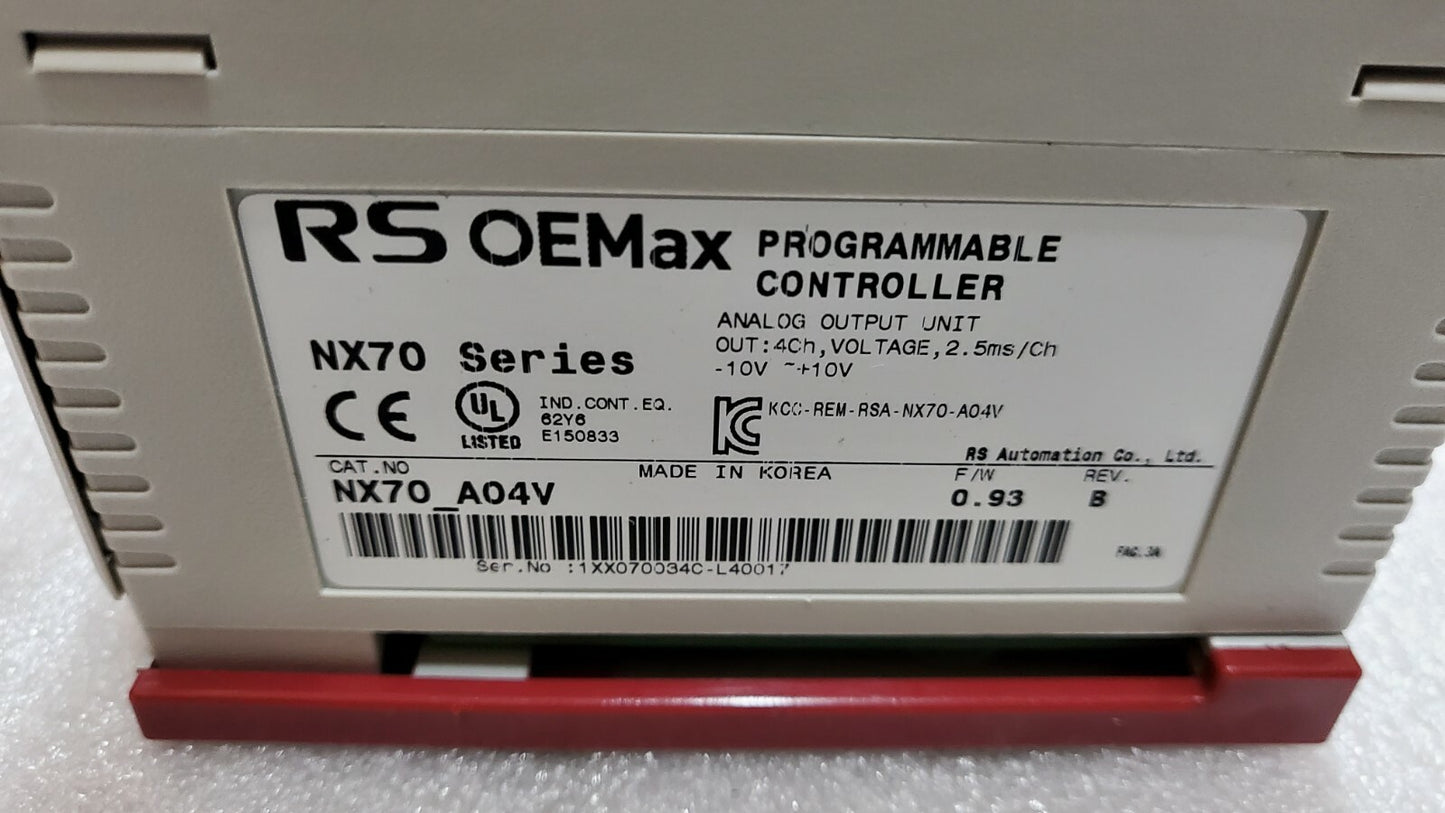 RS OEMax PROGRAMMABLE
CONTROLLER
ANALOG OUTPUT UNIT
OUT:4Ch,VOLTAGE,2.5ms/Ch
-10V ~+10V
NX70 Series
CE
UL
LISTED
IND.CONT.EQ.
62Y6
E150833
KC
KCC-REM-RSA-NX70-A04V
RS Automation Co., Ltd.
CAT.NO
MADE IN KOREA
F/W
REV.
NX70_A04V
0.93
B
Ser.No :1XX070034C-L40017